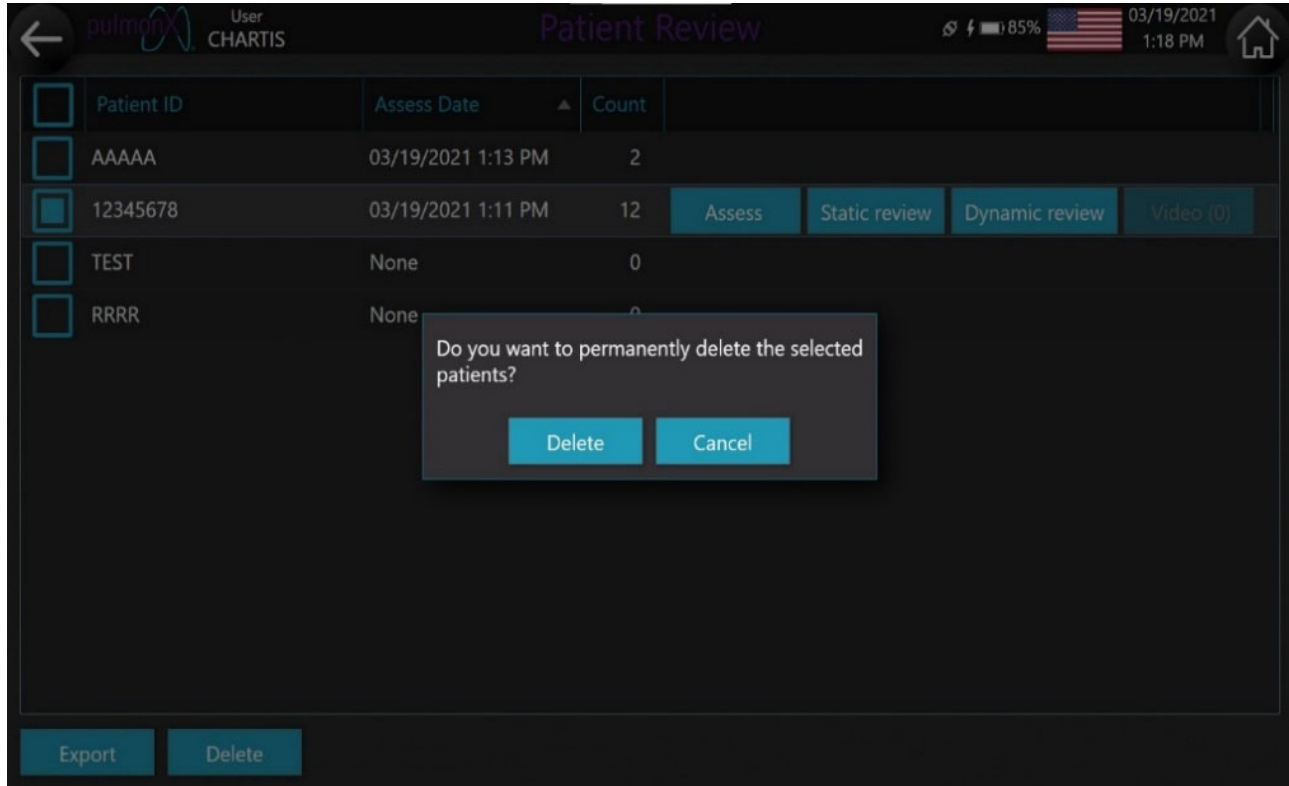 pulmonx
User
CHARTIS
Patient Review
85%
03/19/2021
1:18 PM
Patient ID Assess Date Count
AAAAA 03/19/2021 1:13 PM 2
12345678 03/19/2021 1:11 PM 12 Assess Static review Dynamic review Video (0)
TEST None 0
RRRR None 0
Do you want to permanently delete the selected
patients?
Delete Cancel
Export Delete